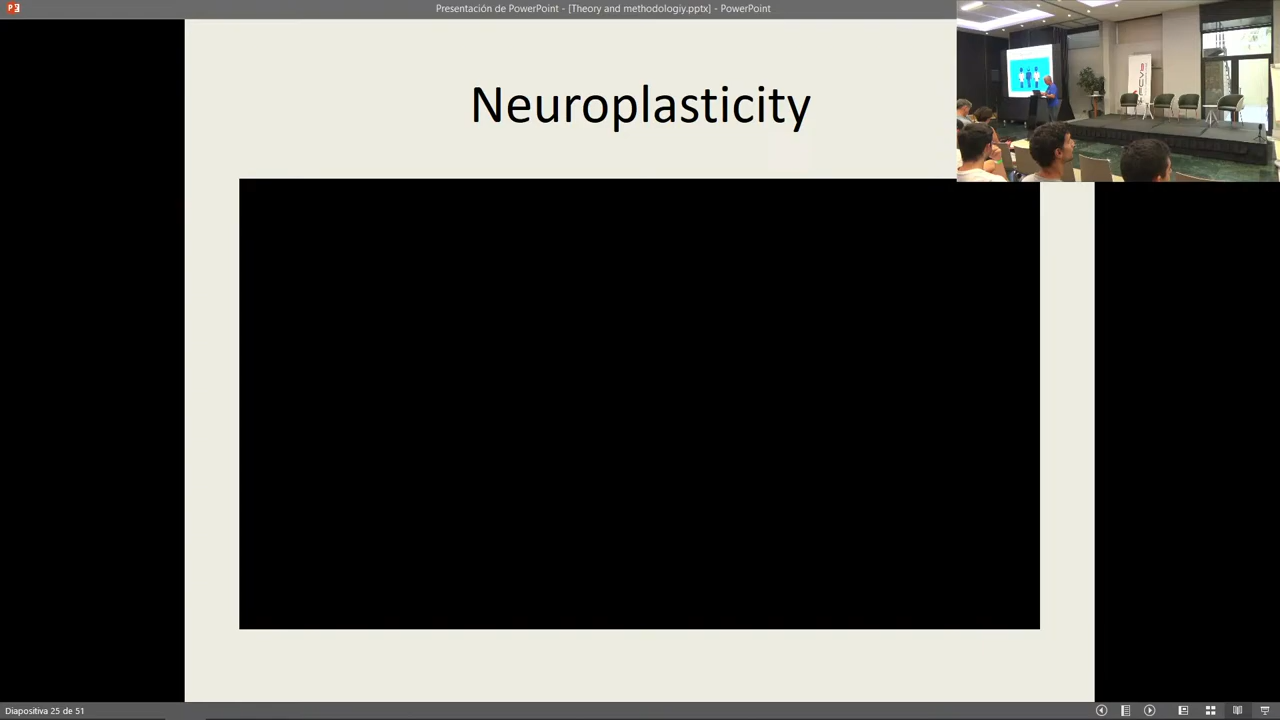 Presentación de PowerPoint - [Theory and methodologiy.pptx] - PowerPoint
Neuroplasticity
Diapositiva 25 de 51